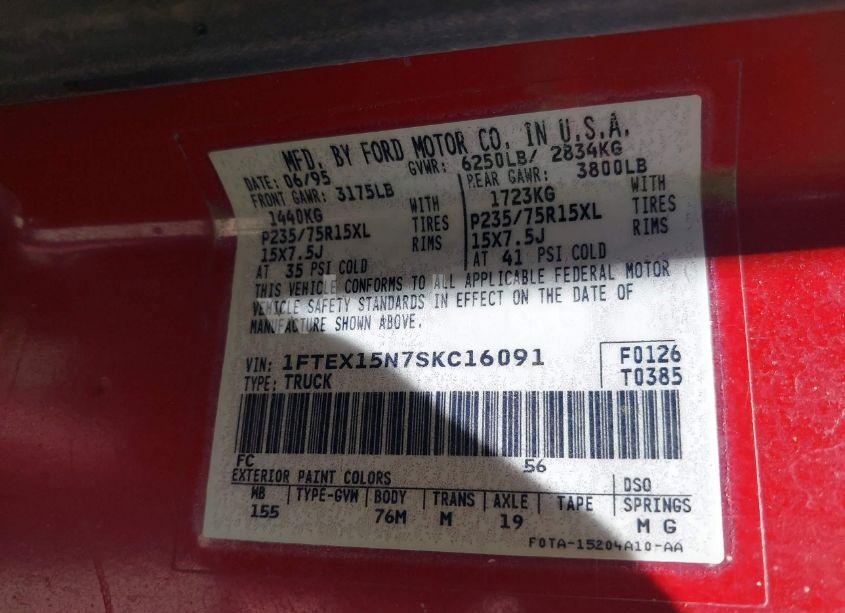 MFD. BY FORD MOTOR CO. IN U.S.A.
DATE: 06/95 GVWR: 6250LB/ 2834KG
FRONT GAWR: 3175LB REAR GAWR: 3800LB
1440KG WITH 1723KG WITH
P235/75R15XL TIRES P235/75R15XL TIRES
15X7.5J RIMS 15X7.5J RIMS
AT 35 PSI COLD AT 41 PSI COLD
THIS VEHICLE CONFORMS TO ALL APPLICABLE FEDERAL MOTOR
VEHICLE SAFETY STANDARDS IN EFFECT ON THE DATE OF
MANUFACTURE SHOWN ABOVE.
VIN: 1FTEX15N7SKC16091 F0126
TYPE: TRUCK T0385
FC 56
EXTERIOR PAINT COLORS DSO
WB TYPE-GVW BODY TRANS AXLE TAPE SPRINGS
155 76M M 19 M G
F0TA-15204A10-AA